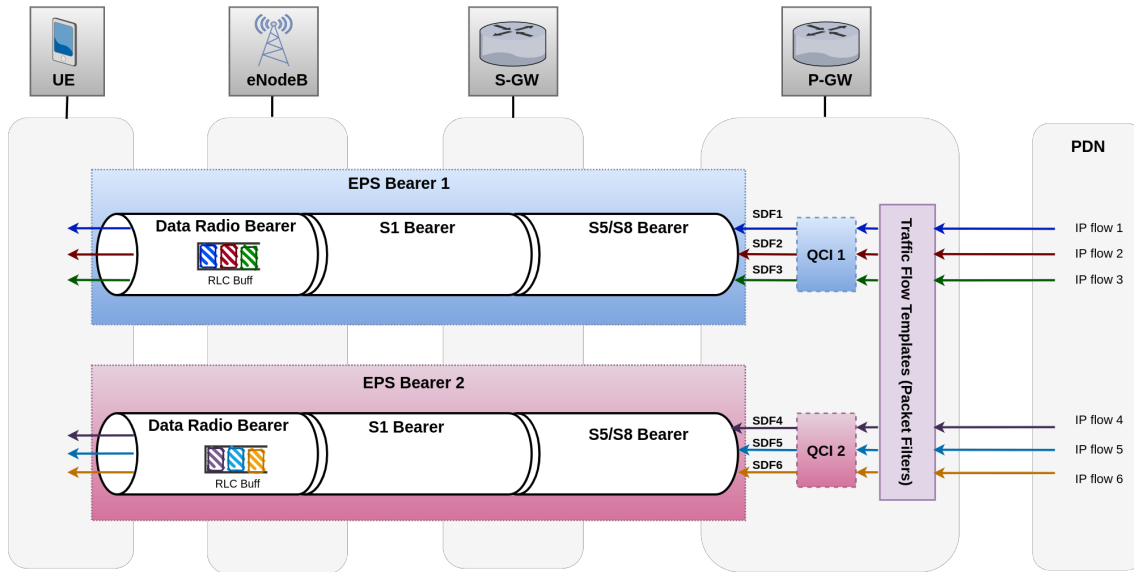 UE
eNodeB
S-GW
P-GW
PDN
EPS Bearer 1
Data Radio Bearer
S1 Bearer
S5/S8 Bearer
RLC Buff
SDF1
SDF2
SDF3
QCI 1
Traffic Flow Templates (Packet Filters)
IP flow 1
IP flow 2
IP flow 3
EPS Bearer 2
Data Radio Bearer
S1 Bearer
S5/S8 Bearer
RLC Buff
SDF4
SDF5
SDF6
QCI 2
IP flow 4
IP flow 5
IP flow 6